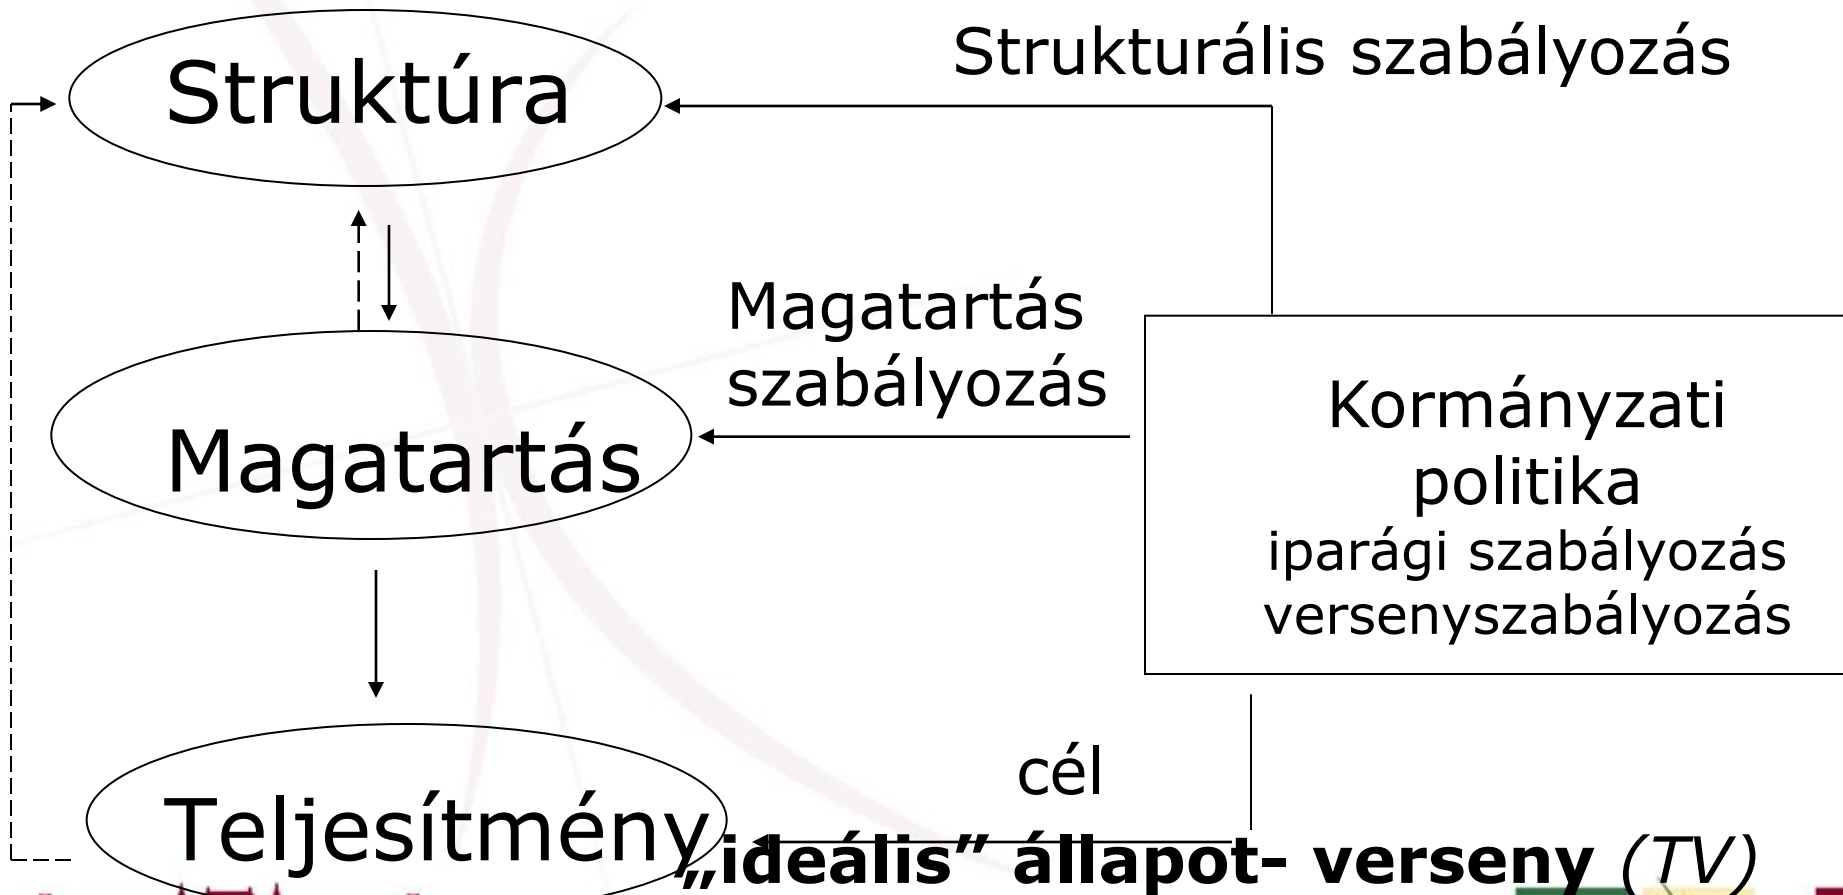 Strukturális szabályozás
Struktúra
Magatartás
szabályozás
Kormányzati
politika
iparági szabályozás
versenyszabályozás
Magatartás
cél
Teljesítmény
„ideális” állapot- verseny (TV)